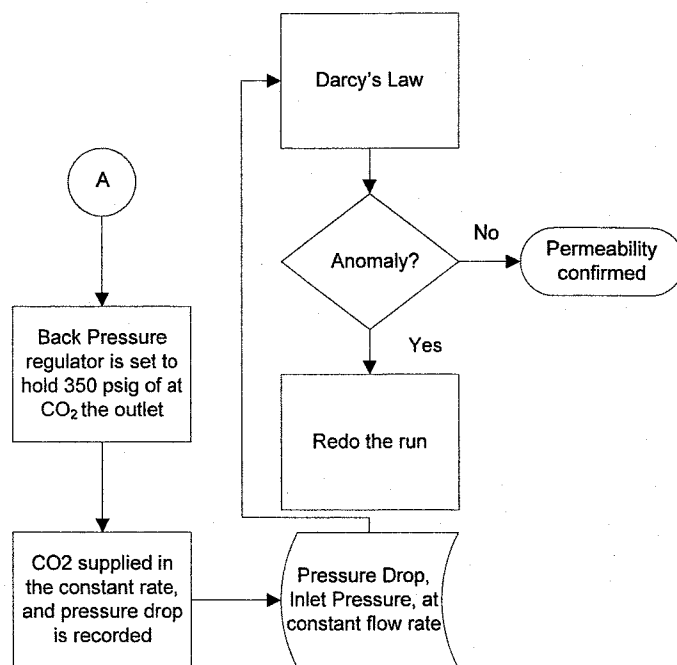 A
Back Pressure
regulator is set to
hold 350 psig of at
CO₂ the outlet
CO2 supplied in
the constant rate,
and pressure drop
is recorded
Pressure Drop,
Inlet Pressure, at
constant flow rate
Darcy's Law
Anomaly?
No
Permeability
confirmed
Yes
Redo the run